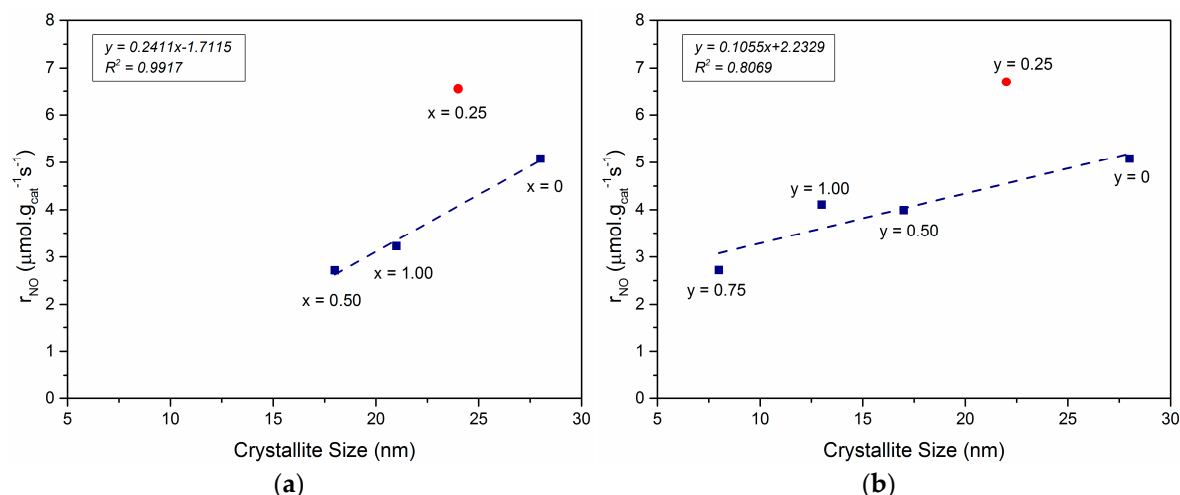 y = 0.2411x-1.7115
R² = 0.9917
x = 0.25
x = 0
x = 1.00
x = 0.50
8
7
6
5
4
3
2
1
0
r_NO (μmol.g_cat⁻¹s⁻¹)
5 10 15 20 25 30
Crystallite Size (nm)
(a)
y = 0.1055x+2.2329
R² = 0.8069
y = 0.25
y = 1.00
y = 0
y = 0.50
y = 0.75
8
7
6
5
4
3
2
1
0
r_NO (μmol.g_cat⁻¹s⁻¹)
5 10 15 20 25 30
Crystallite Size (nm)
(b)